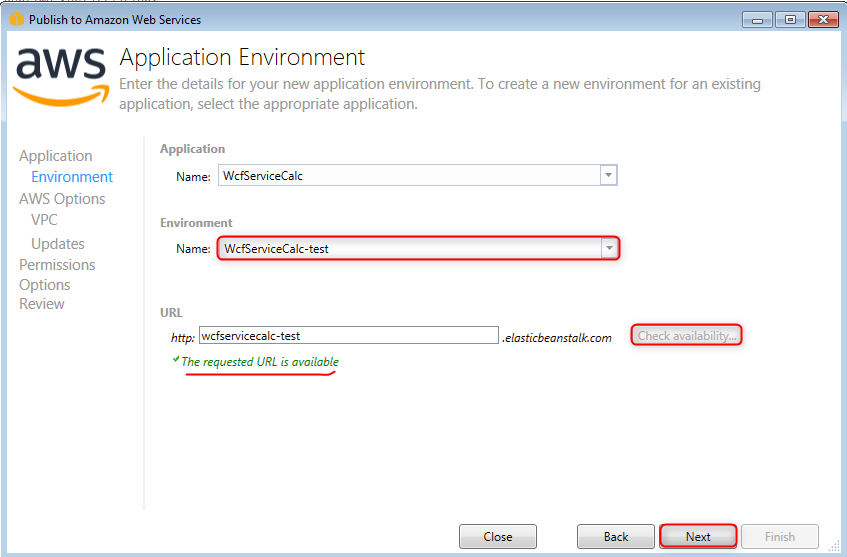 Publish to Amazon Web Services
aws
Application Environment
Enter the details for your new application environment. To create a new environment for an existing
application, select the appropriate application.
Application
Environment
AWS Options
VPC
Updates
Permissions
Options
Review
Application
Name: WcfServiceCalc
Environment
Name: WcfServiceCalc-test
URL
http: wcfservicecalc-test .elasticbeanstalk.com Check availability...
The requested URL is available
Close Back Next Finish